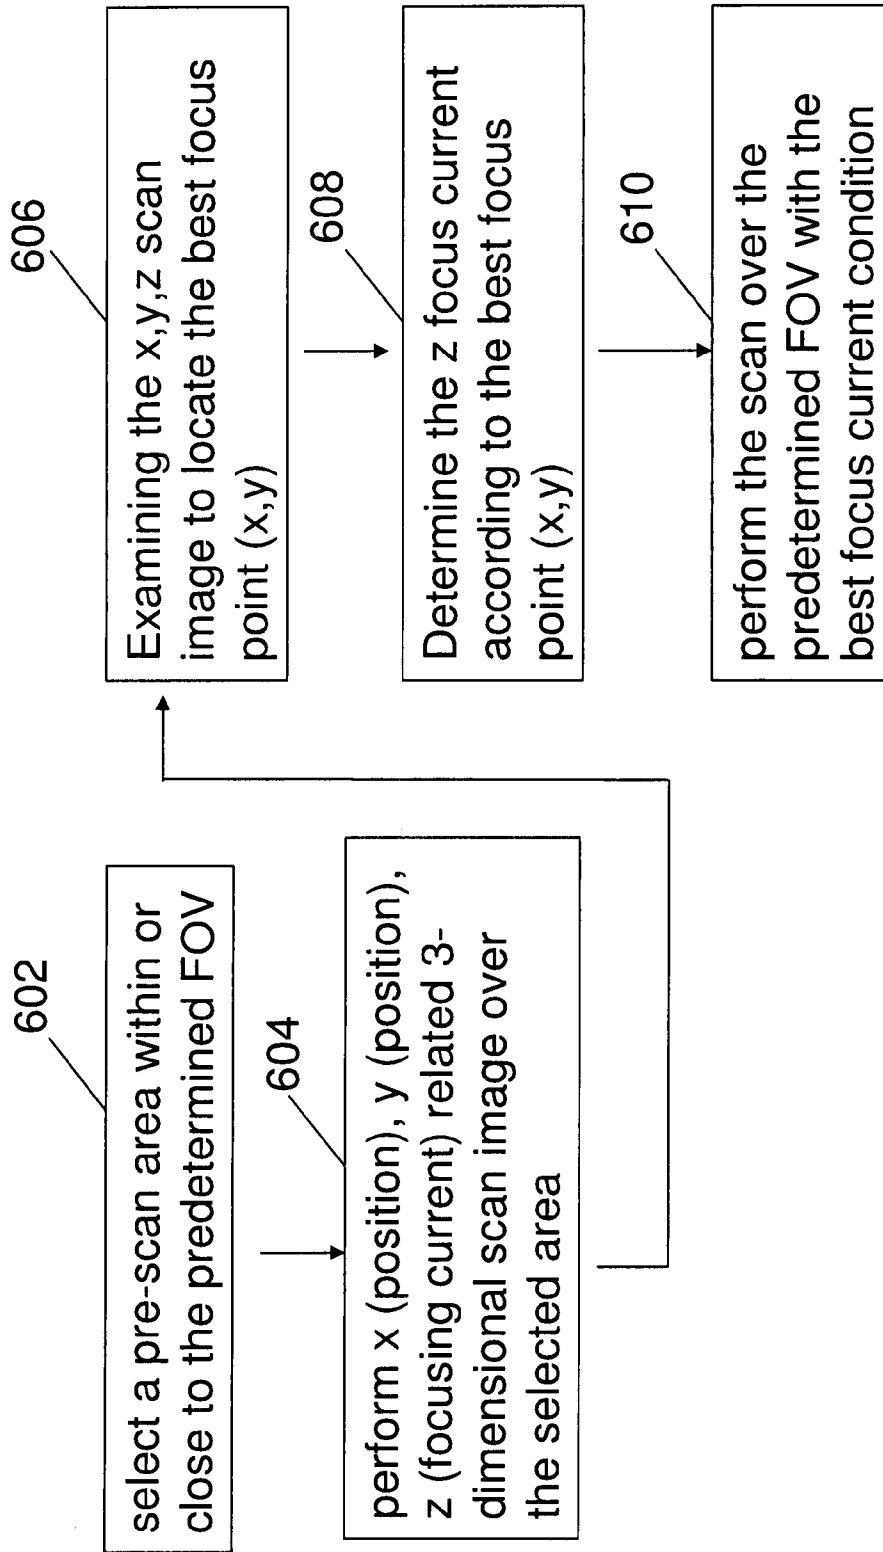 602
select a pre-scan area within or
close to the predetermined FOV
604
perform x (position), y (position),
z (focusing current) related 3-
dimensional scan image over
the selected area
606
Examining the x,y,z scan
image to locate the best focus
point (x,y)
608
Determine the z focus current
according to the best focus
point (x,y)
610
perform the scan over the
predetermined FOV with the
best focus current condition